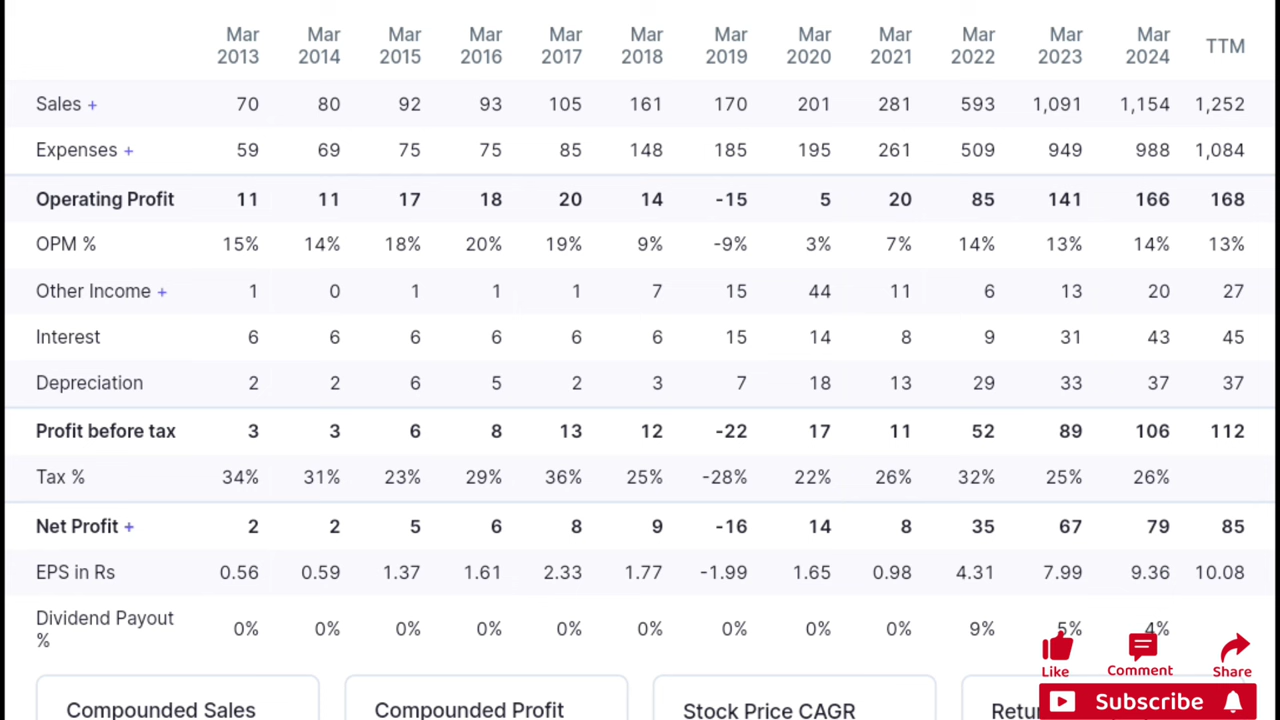 Mar Mar Mar Mar Mar Mar Mar Mar Mar Mar Mar Mar TTM
2013 2014 2015 2016 2017 2018 2019 2020 2021 2022 2023 2024
Sales + 70 80 92 93 105 161 170 201 281 593 1,091 1,154 1,252
Expenses + 59 69 75 75 85 148 185 195 261 509 949 988 1,084
Operating Profit 11 11 17 18 20 14 -15 5 20 85 141 166 168
OPM % 15% 14% 18% 20% 19% 9% -9% 3% 7% 14% 13% 14% 13%
Other Income + 1 0 1 1 1 7 15 44 11 6 13 20 27
Interest 6 6 6 6 6 6 15 14 8 9 31 43 45
Depreciation 2 2 6 5 2 3 7 18 13 29 33 37 37
Profit before tax 3 3 6 8 13 12 -22 17 11 52 89 106 112
Tax % 34% 31% 23% 29% 36% 25% -28% 22% 26% 32% 25% 26%
Net Profit + 2 2 5 6 8 9 -16 14 8 35 67 79 85
EPS in Rs 0.56 0.59 1.37 1.61 2.33 1.77 -1.99 1.65 0.98 4.31 7.99 9.36 10.08
Dividend Payout
% 0% 0% 0% 0% 0% 0% 0% 0% 0% 9% 5% 4%
Like Comment Share
Subscribe
Compounded Sales Compounded Profit Stock Price CAGR